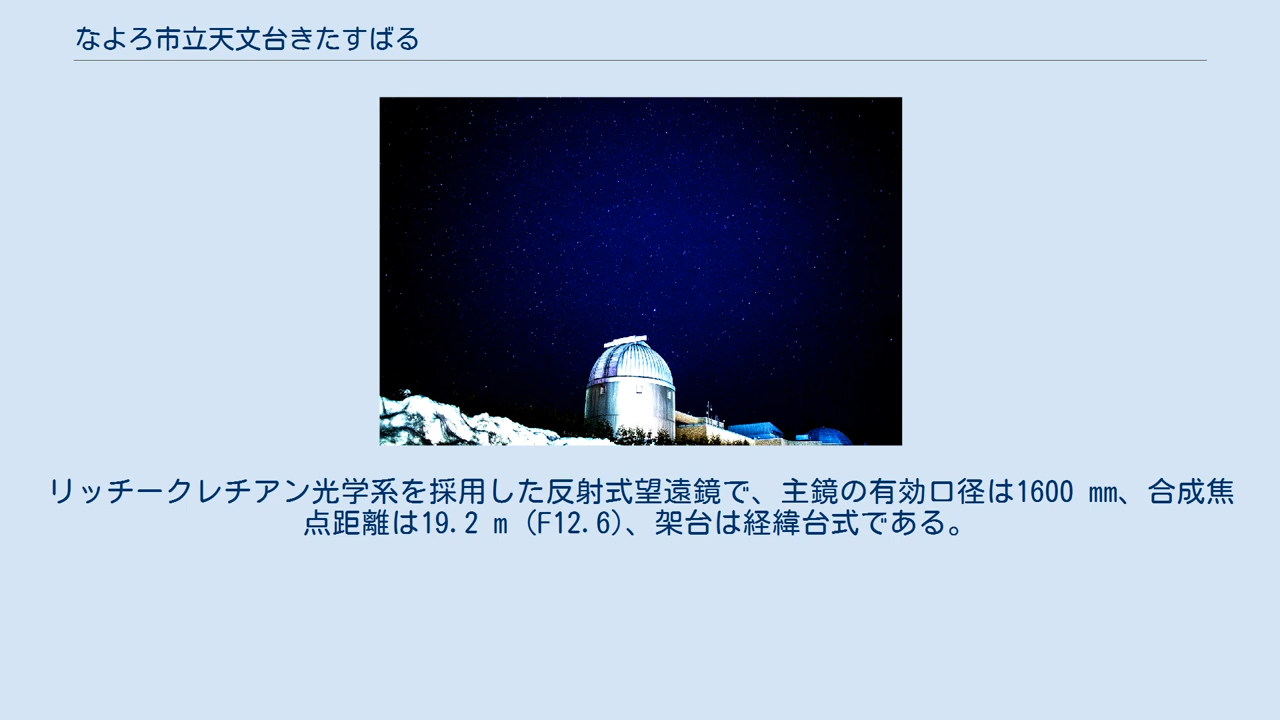 なよろ市立天文台きたすばる
リッチークレチアン光学系を採用した反射式望遠鏡で、主鏡の有効口径は1600 mm、合成焦
点距離は19.2 m (F12.6)、架台は経緯台式である。